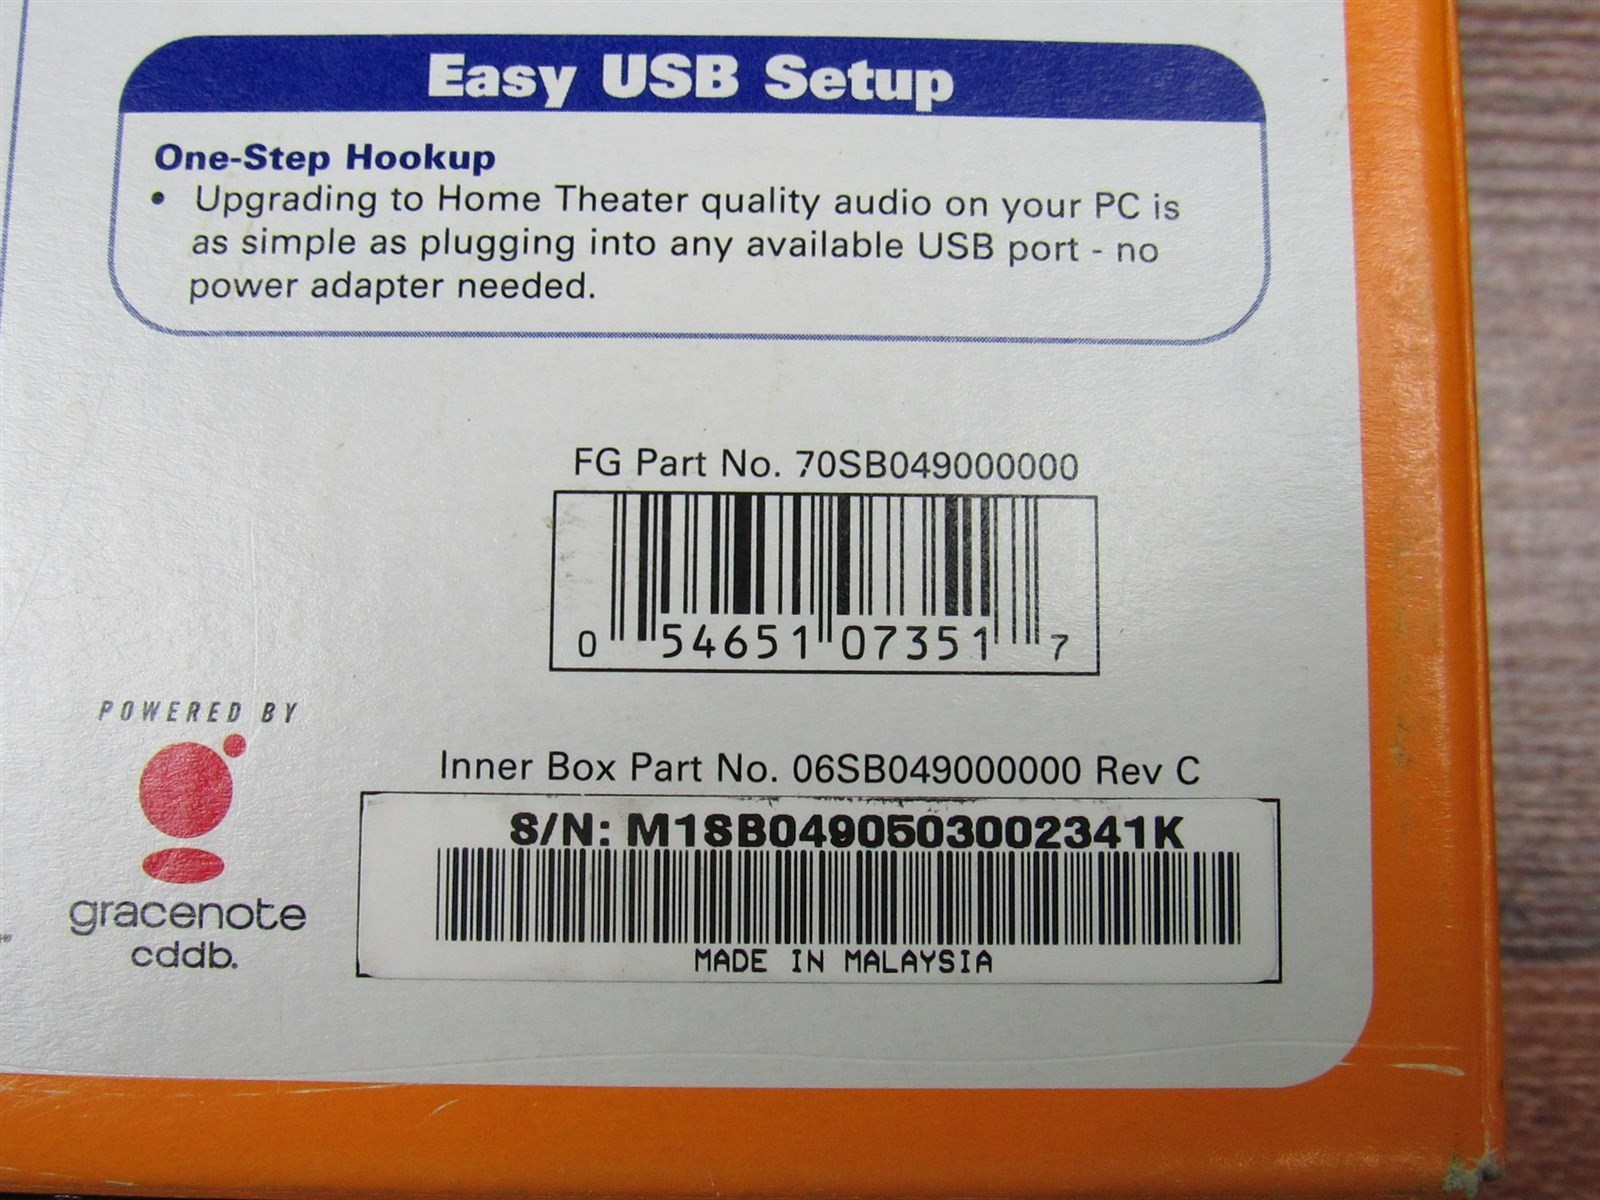 Easy USB Setup
One-Step Hookup
• Upgrading to Home Theater quality audio on your PC is
as simple as plugging into any available USB port - no
power adapter needed.
FG Part No. 70SB049000000
0 54651 07351 7
POWERED BY
gracenote
cddb.
Inner Box Part No. 06SB049000000 Rev C
S/N: M1SB0490503002341K
MADE IN MALAYSIA